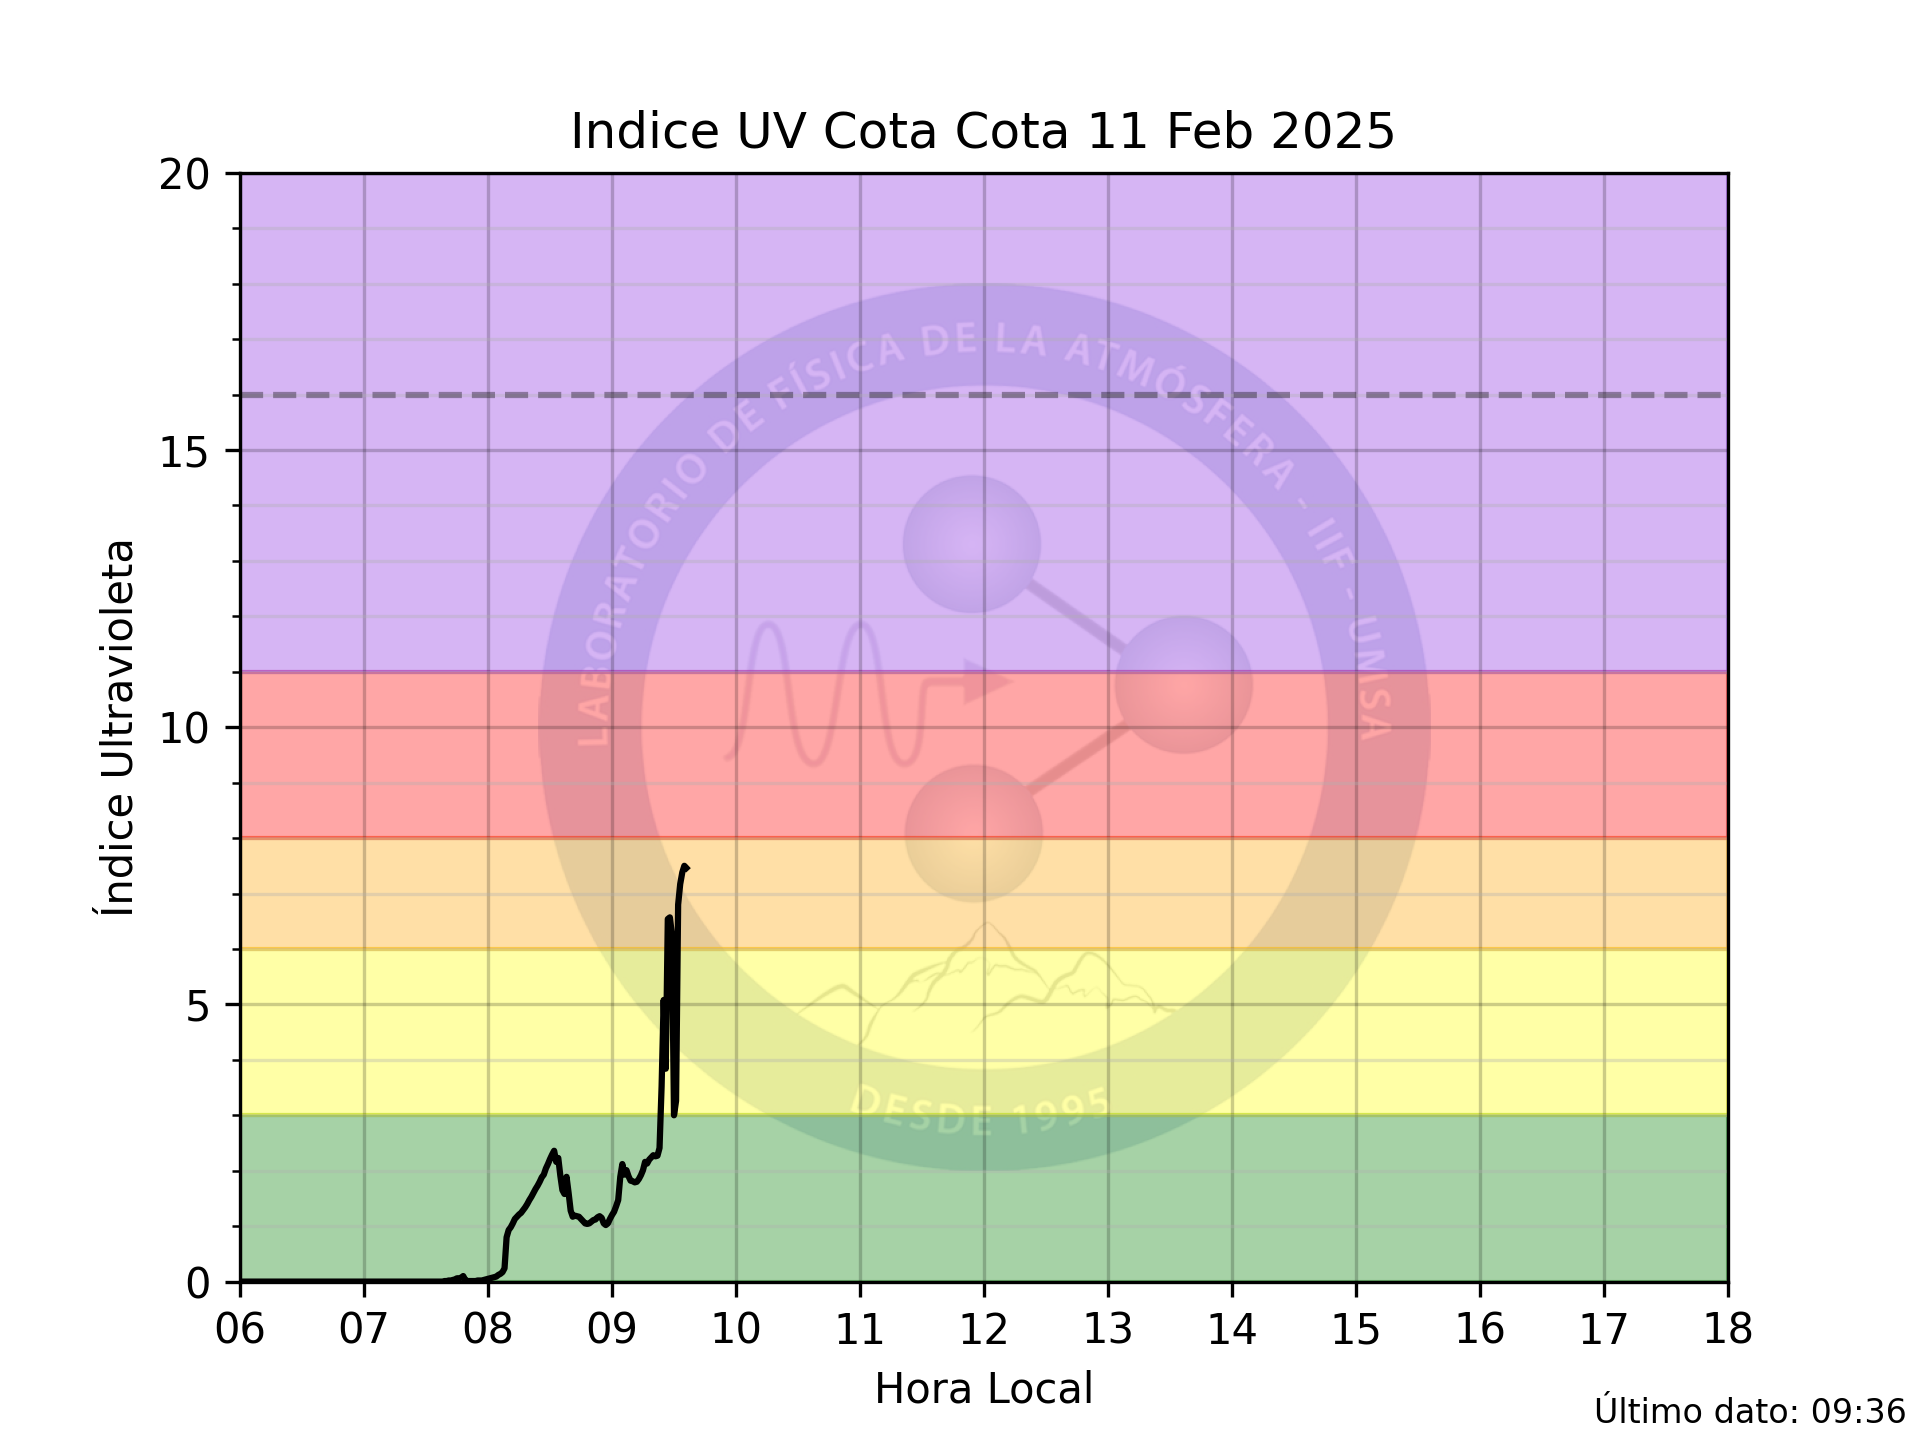 Indice UV Cota Cota 11 Feb 2025
20
15
10
5
0
Índice Ultravioleta
LABORATORIO DE FÍSICA DE LA ATMÓSFERA - IIF - UMSA
DESDE 1995
06 07 08 09 10 11 12 13 14 15 16 17 18
Hora Local
Último dato: 09:36